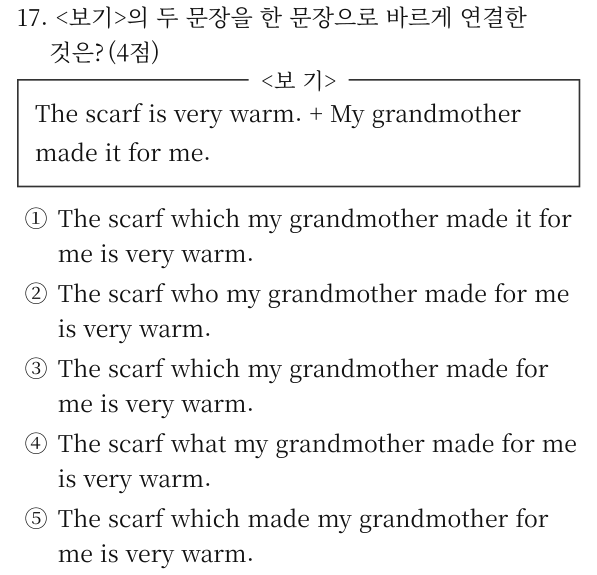 17. <보기>의 두 문장을 한 문장으로 바르게 연결한
것은? (4점)
<보 기>
The scarf is very warm. + My grandmother
made it for me.
① The scarf which my grandmother made it for
me is very warm.
② The scarf who my grandmother made for me
is very warm.
③ The scarf which my grandmother made for
me is very warm.
④ The scarf what my grandmother made for me
is very warm.
⑤ The scarf which made my grandmother for
me is very warm.